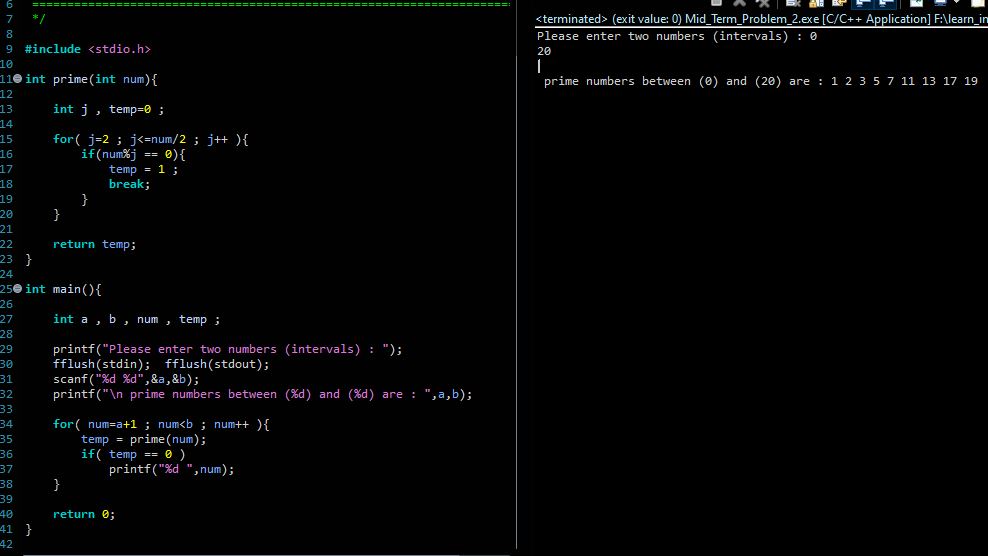 6 ====================================================================
7 */
8
9 #include <stdio.h>
10
11 int prime(int num){
12
13 int j , temp=0 ;
14
15 for( j=2 ; j<=num/2 ; j++ ){
16 if(num%j == 0){
17 temp = 1 ;
18 break;
19 }
20 }
21
22 return temp;
23 }
24
25 int main(){
26
27 int a , b , num , temp ;
28
29 printf("Please enter two numbers (intervals) : ");
30 fflush(stdin); fflush(stdout);
31 scanf("%d %d",&a,&b);
32 printf("\n prime numbers between (%d) and (%d) are : ",a,b);
33
34 for( num=a+1 ; num<b ; num++ ){
35 temp = prime(num);
36 if( temp == 0 )
37 printf("%d ",num);
38 }
39
40 return 0;
41 }
42
<terminated> (exit value: 0) Mid_Term_Problem_2.exe [C/C++ Application] F:\learn_in
Please enter two numbers (intervals) : 0
20
prime numbers between (0) and (20) are : 1 2 3 5 7 11 13 17 19